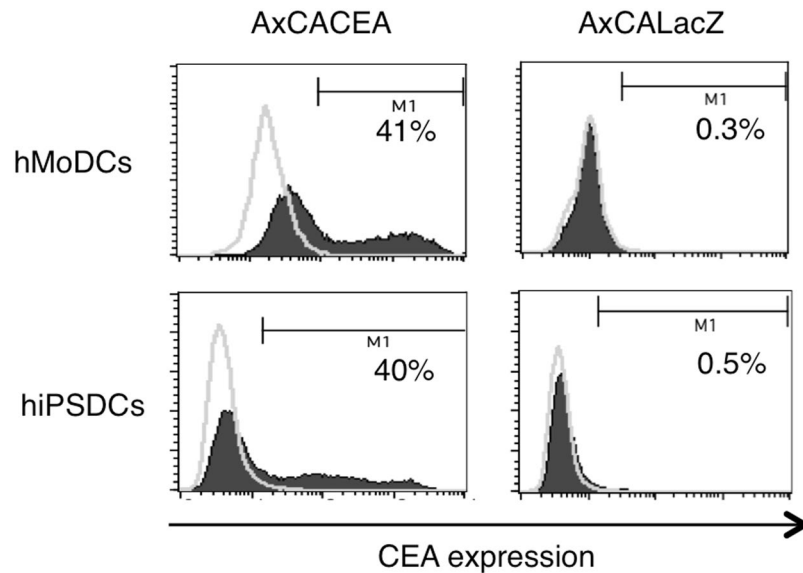 AxCACEA AxCALacZ
hMoDCs
M1
41%
M1
0.3%
hiPSDCs
M1
40%
M1
0.5%
CEA expression